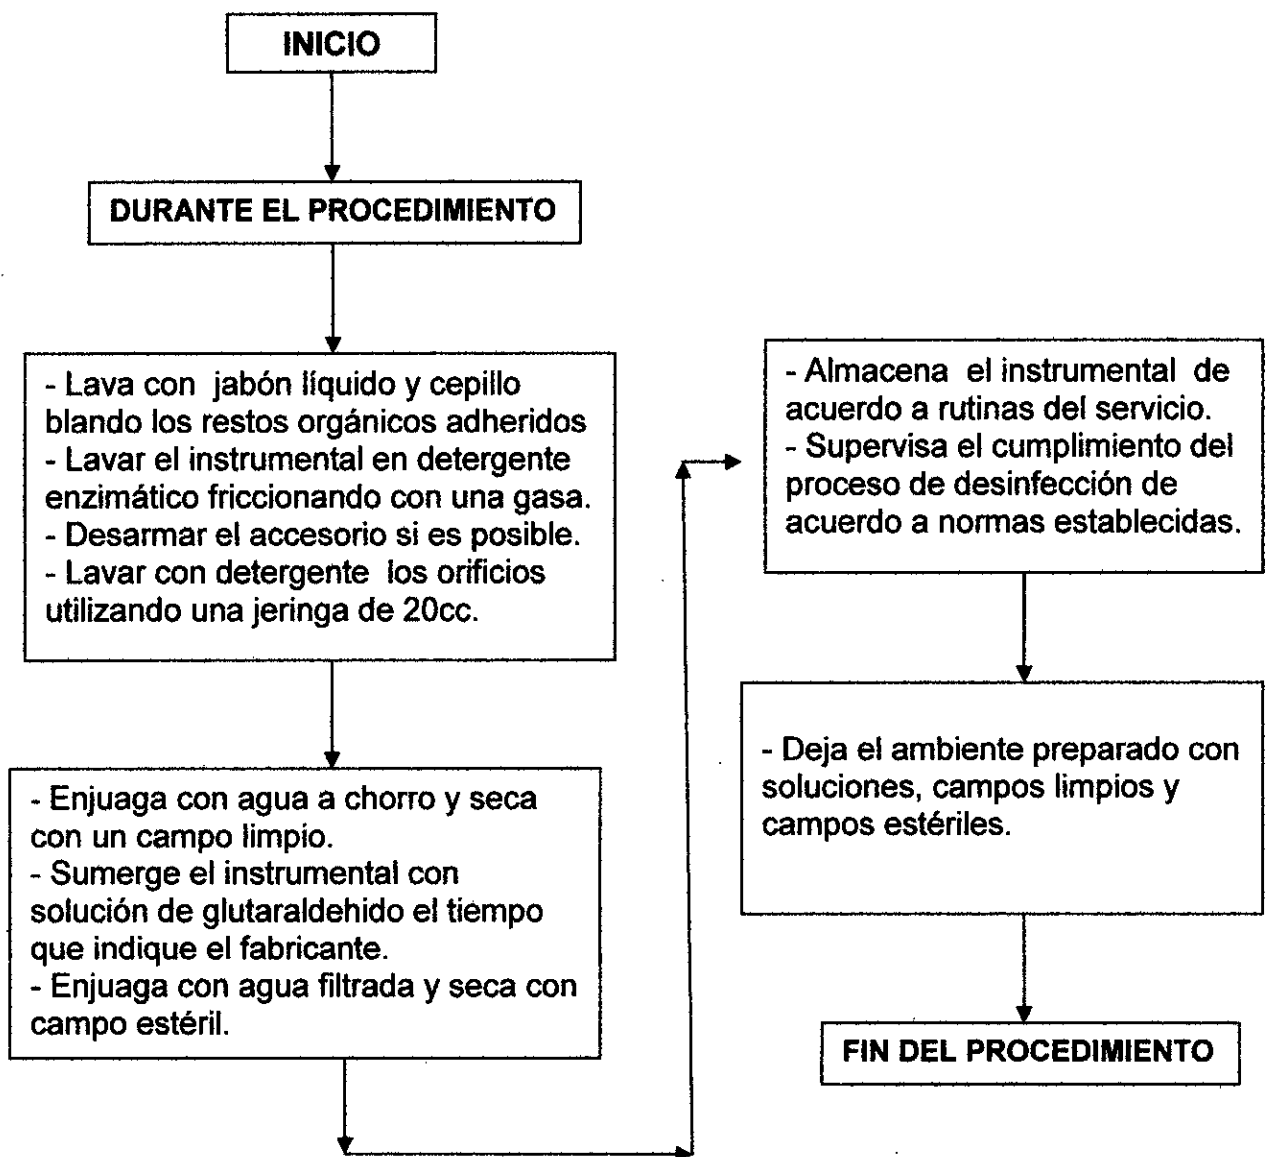 INICIO
DURANTE EL PROCEDIMIENTO
- Lava con jabón líquido y cepillo
blando los restos orgánicos adheridos
- Lavar el instrumental en detergente
enzimático friccionando con una gasa.
- Desarmar el accesorio si es posible.
- Lavar con detergente los orificios
utilizando una jeringa de 20cc.
- Enjuaga con agua a chorro y seca
con un campo limpio.
- Sumerge el instrumental con
solución de glutaraldehido el tiempo
que indique el fabricante.
- Enjuaga con agua filtrada y seca con
campo estéril.
- Almacena el instrumental de
acuerdo a rutinas del servicio.
- Supervisa el cumplimiento del
proceso de desinfección de
acuerdo a normas establecidas.
- Deja el ambiente preparado con
soluciones, campos limpios y
campos estériles.
FIN DEL PROCEDIMIENTO